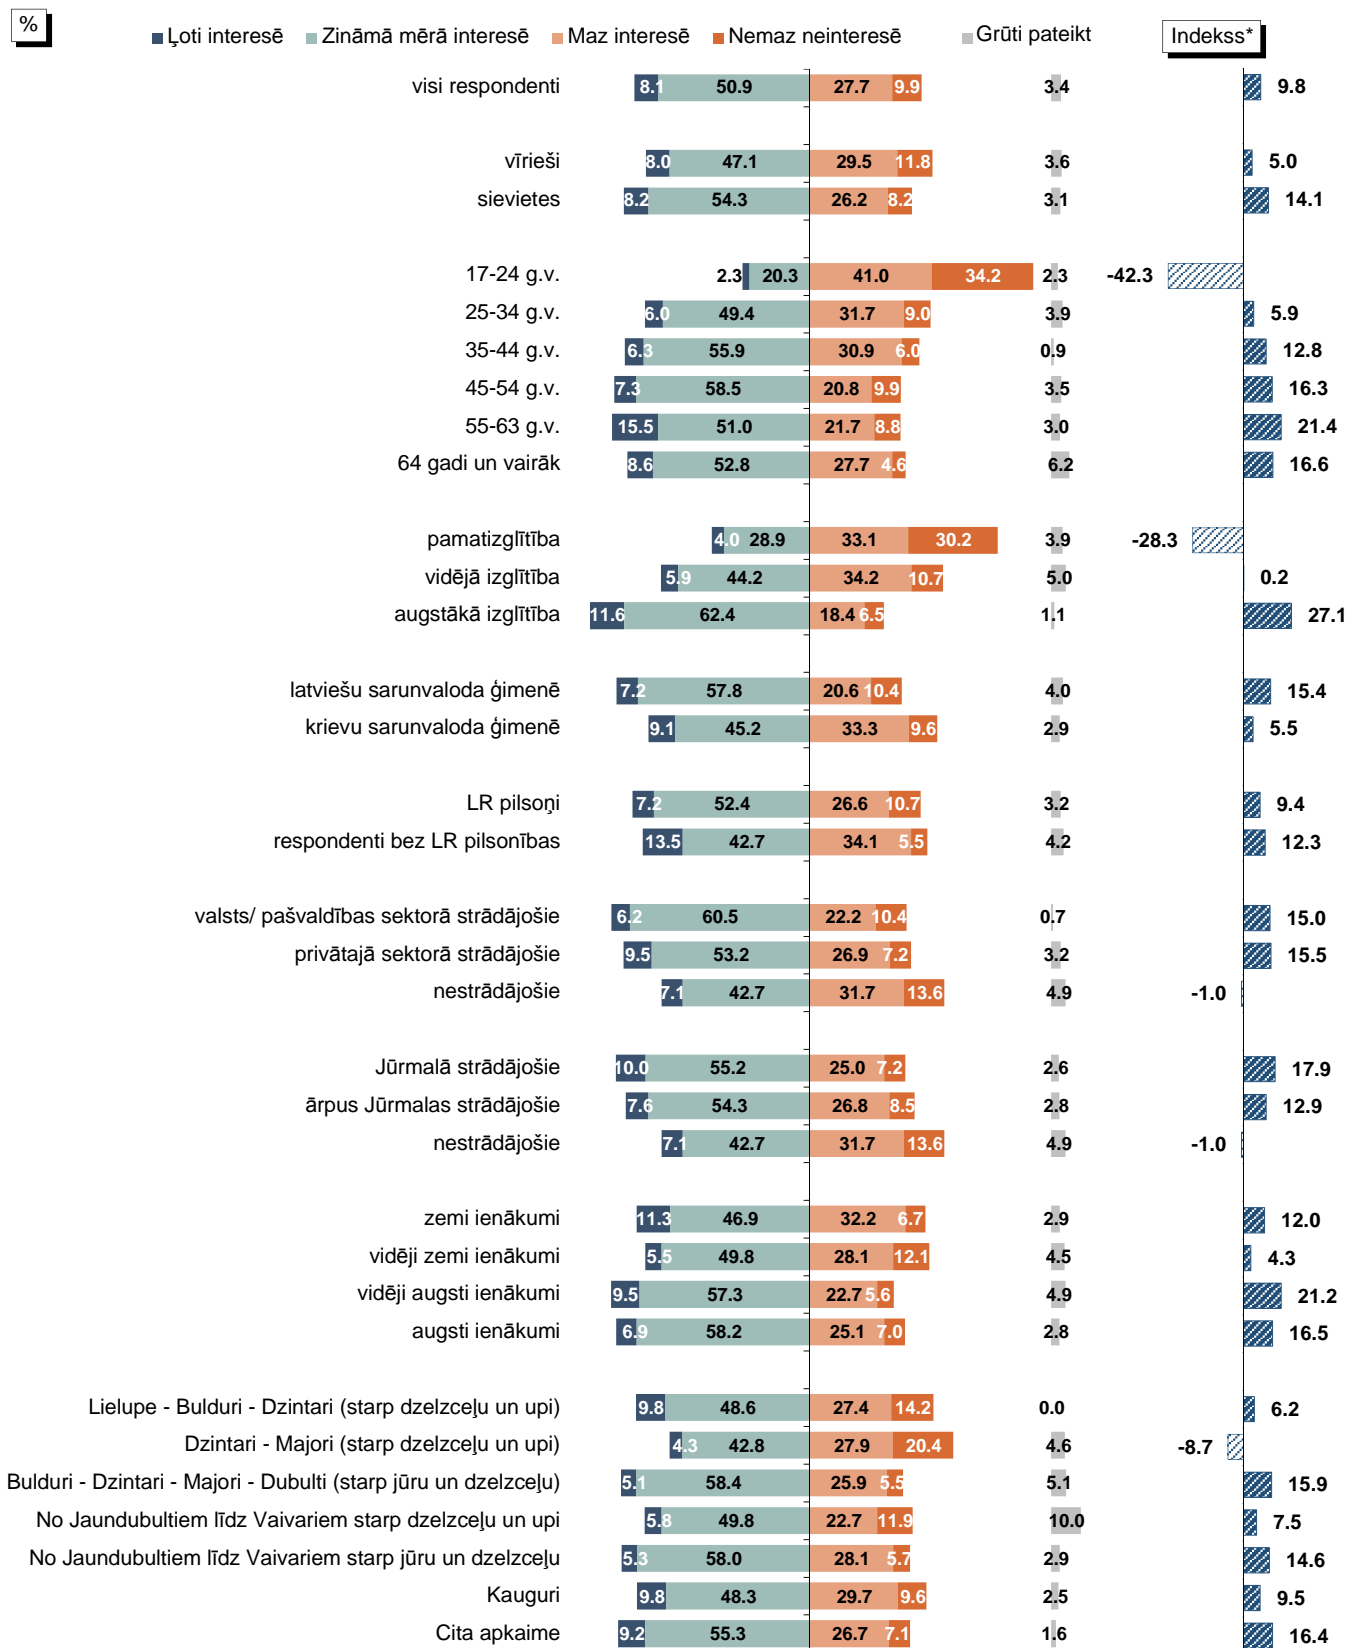 %
Ļoti interesē Zināmā mērā interesē Maz interesē Nemaz neinteresē Grūti pateikt Indekss*
visi respondenti 8.1 50.9 27.7 9.9 3.4 9.8
vīrieši 8.0 47.1 29.5 11.8 3.6 5.0
sievietes 8.2 54.3 26.2 8.2 3.1 14.1
17-24 g.v. 2.3 20.3 41.0 34.2 2.3 -42.3
25-34 g.v. 6.0 49.4 31.7 9.0 3.9 5.9
35-44 g.v. 6.3 55.9 30.9 6.0 0.9 12.8
45-54 g.v. 7.3 58.5 20.8 9.9 3.5 16.3
55-63 g.v. 15.5 51.0 21.7 8.8 3.0 21.4
64 gadi un vairāk 8.6 52.8 27.7 4.6 6.2 16.6
pamatizglītība 4.0 28.9 33.1 30.2 3.9 -28.3
vidējā izglītība 5.9 44.2 34.2 10.7 5.0 0.2
augstākā izglītība 11.6 62.4 18.4 6.5 1.1 27.1
latviešu sarunvaloda ģimenē 7.2 57.8 20.6 10.4 4.0 15.4
krievu sarunvaloda ģimenē 9.1 45.2 33.3 9.6 2.9 5.5
LR pilsoņi 7.2 52.4 26.6 10.7 3.2 9.4
respondenti bez LR pilsonības 13.5 42.7 34.1 5.5 4.2 12.3
valsts/ pašvaldības sektorā strādājošie 6.2 60.5 22.2 10.4 0.7 15.0
privātajā sektorā strādājošie 9.5 53.2 26.9 7.2 3.2 15.5
nestrādājošie 7.1 42.7 31.7 13.6 4.9 -1.0
Jūrmalā strādājošie 10.0 55.2 25.0 7.2 2.6 17.9
ārpus Jūrmalas strādājošie 7.6 54.3 26.8 8.5 2.8 12.9
nestrādājošie 7.1 42.7 31.7 13.6 4.9 -1.0
zemi ienākumi 11.3 46.9 32.2 6.7 2.9 12.0
vidēji zemi ienākumi 5.5 49.8 28.1 12.1 4.5 4.3
vidēji augsti ienākumi 9.5 57.3 22.7 5.6 4.9 21.2
augsti ienākumi 6.9 58.2 25.1 7.0 2.8 16.5
Lielupe - Bulduri - Dzintari (starp dzelzceļu un upi) 9.8 48.6 27.4 14.2 0.0 6.2
Dzintari - Majori (starp dzelzceļu un upi) 4.3 42.8 27.9 20.4 4.6 -8.7
Bulduri - Dzintari - Majori - Dubulti (starp jūru un dzelzceļu) 5.1 58.4 25.9 5.5 5.1 15.9
No Jaundubultiem līdz Vaivariem starp dzelzceļu un upi 5.8 49.8 22.7 11.9 10.0 7.5
No Jaundubultiem līdz Vaivariem starp jūru un dzelzceļu 5.3 58.0 28.1 5.7 2.9 14.6
Kauguri 9.8 48.3 29.7 9.6 2.5 9.5
Cita apkaime 9.2 55.3 26.7 7.1 1.6 16.4